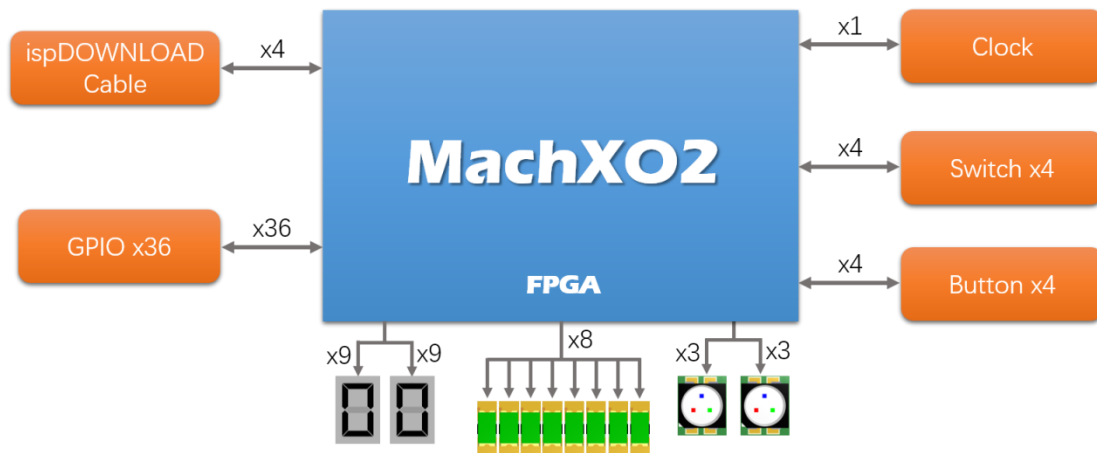 ispDOWNLOAD
Cable
x4
x1
Clock
MachXO2
x4
Switch x4
GPIO x36
x36
x4
Button x4
FPGA
x9
x9
x8
x3
x3